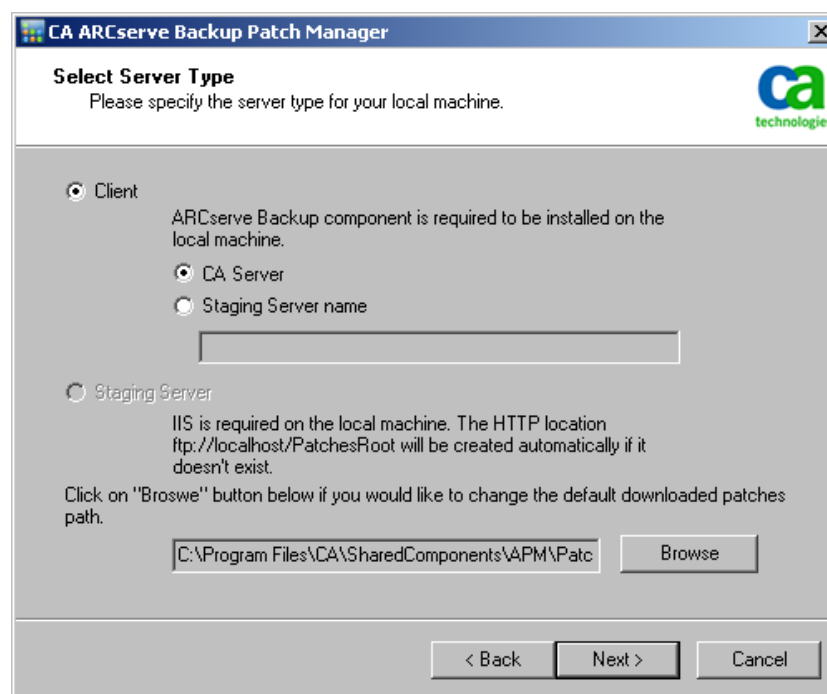 CA ARCserve Backup Patch Manager
Select Server Type
Please specify the server type for your local machine.
ca
technologie
Client
ARCserve Backup component is required to be installed on the
local machine.
CA Server
Staging Server name
Staging Server
IIS is required on the local machine. The HTTP location
ftp://localhost/PatchesRoot will be created automatically if it
doesn't exist.
Click on "Broswe" button below if you would like to change the default downloaded patches
path.
C:\Program Files\CA\SharedComponents\APM\Patc
Browse
< Back
Next >
Cancel